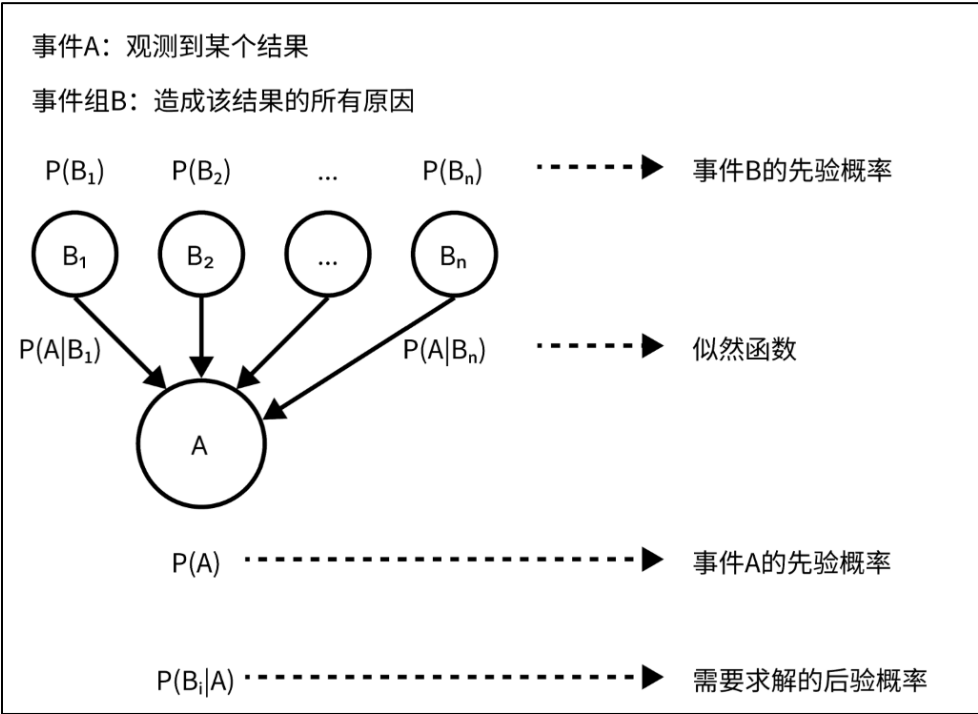 事件A：观测到某个结果
事件组B：造成该结果的所有原因
P(B₁) P(B₂) ... P(Bₙ) 事件B的先验概率
B₁ B₂ ... Bₙ
P(A|B₁) P(A|Bₙ) 似然函数
A
P(A) 事件A的先验概率
P(Bᵢ|A) 需要求解的后验概率